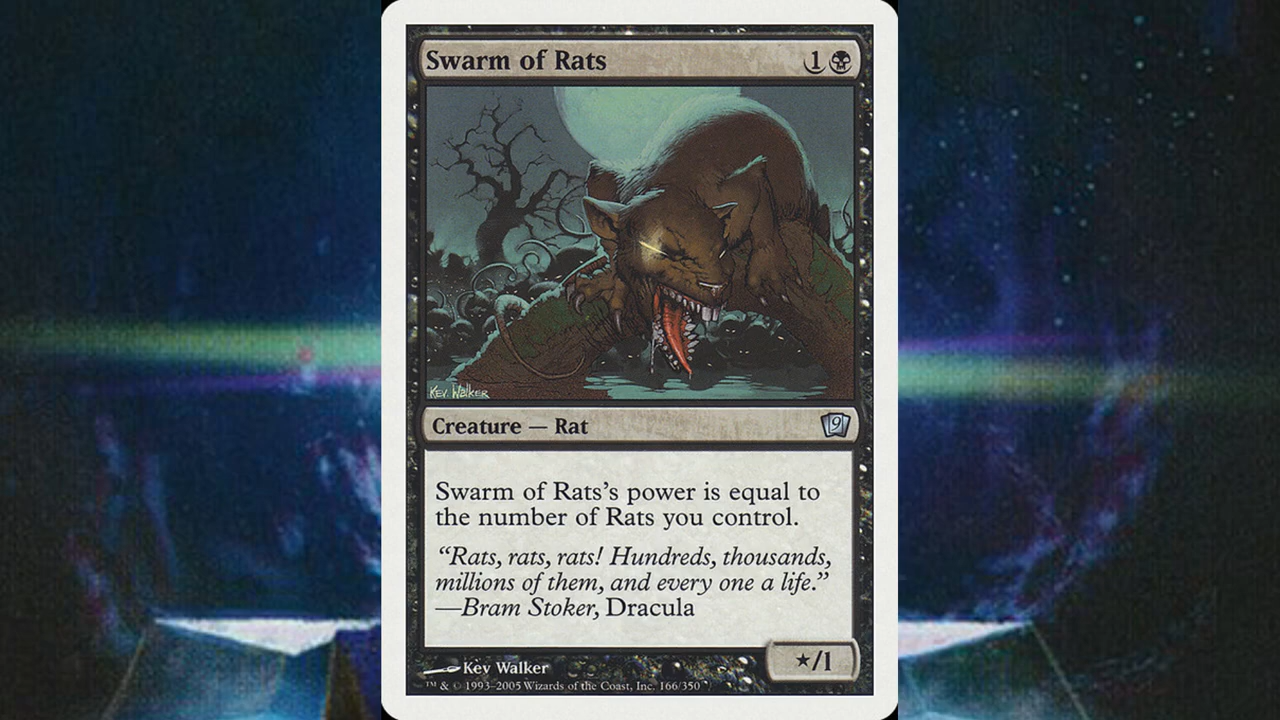 Swarm of Rats
1
KEV WALKER
Creature — Rat
9
Swarm of Rats’s power is equal to
the number of Rats you control.
“Rats, rats, rats! Hundreds, thousands,
millions of them, and every one a life.”
—Bram Stoker, Dracula
★/1
Kev Walker
™ & © 1993–2005 Wizards of the Coast, Inc. 166/350